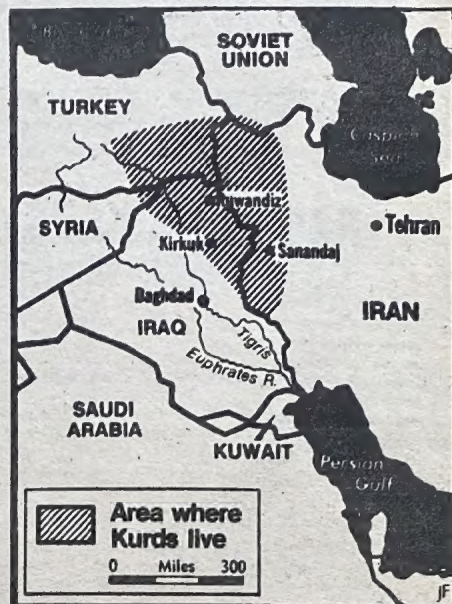 SOVIET
UNION
TURKEY
Caspian
Sea
Ruwandiz
Tehran
SYRIA
Kirkuk
Sanandaj
Baghdad
IRAN
IRAQ
Tigris
Euphrates R.
SAUDI
ARABIA
KUWAIT
Persian
Gulf
Area where
Kurds live
0 Miles 300
JF